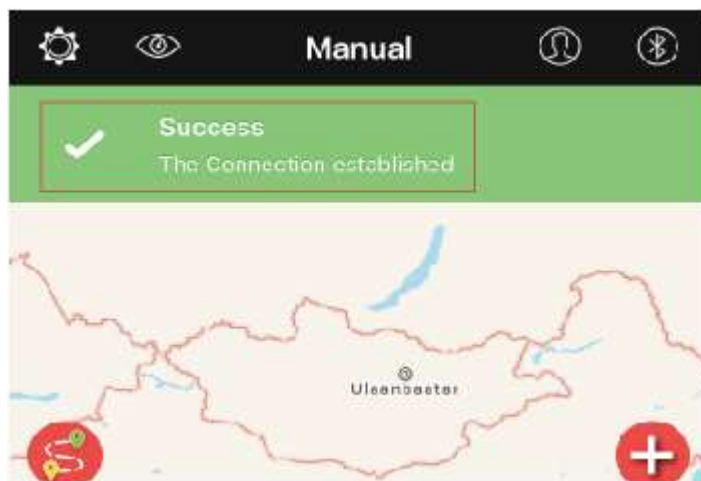 Manual
Success
The Connection established
Ulaanbaatar